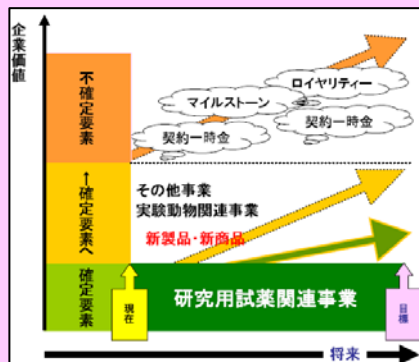 企業価値
不確定要素
ロイヤリティー
マイルストーン
契約一時金
契約一時金
↑確定要素へ
その他事業
実験動物関連事業
新製品・新商品
確定要素
現在
研究用試薬関連事業
目標
将来